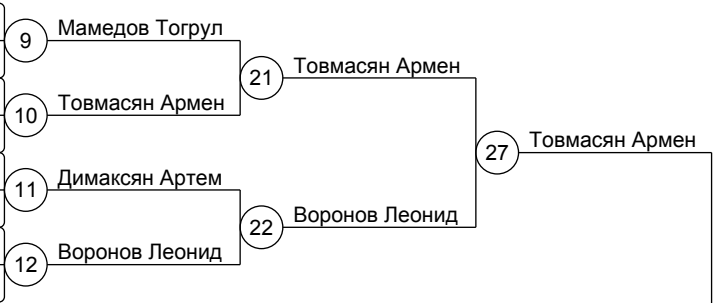 9
Мамедов Тогрул
21
Товмасян Армен
10
Товмасян Армен
27
Товмасян Армен
11
Димаксян Артем
22
Воронов Леонид
12
Воронов Леонид